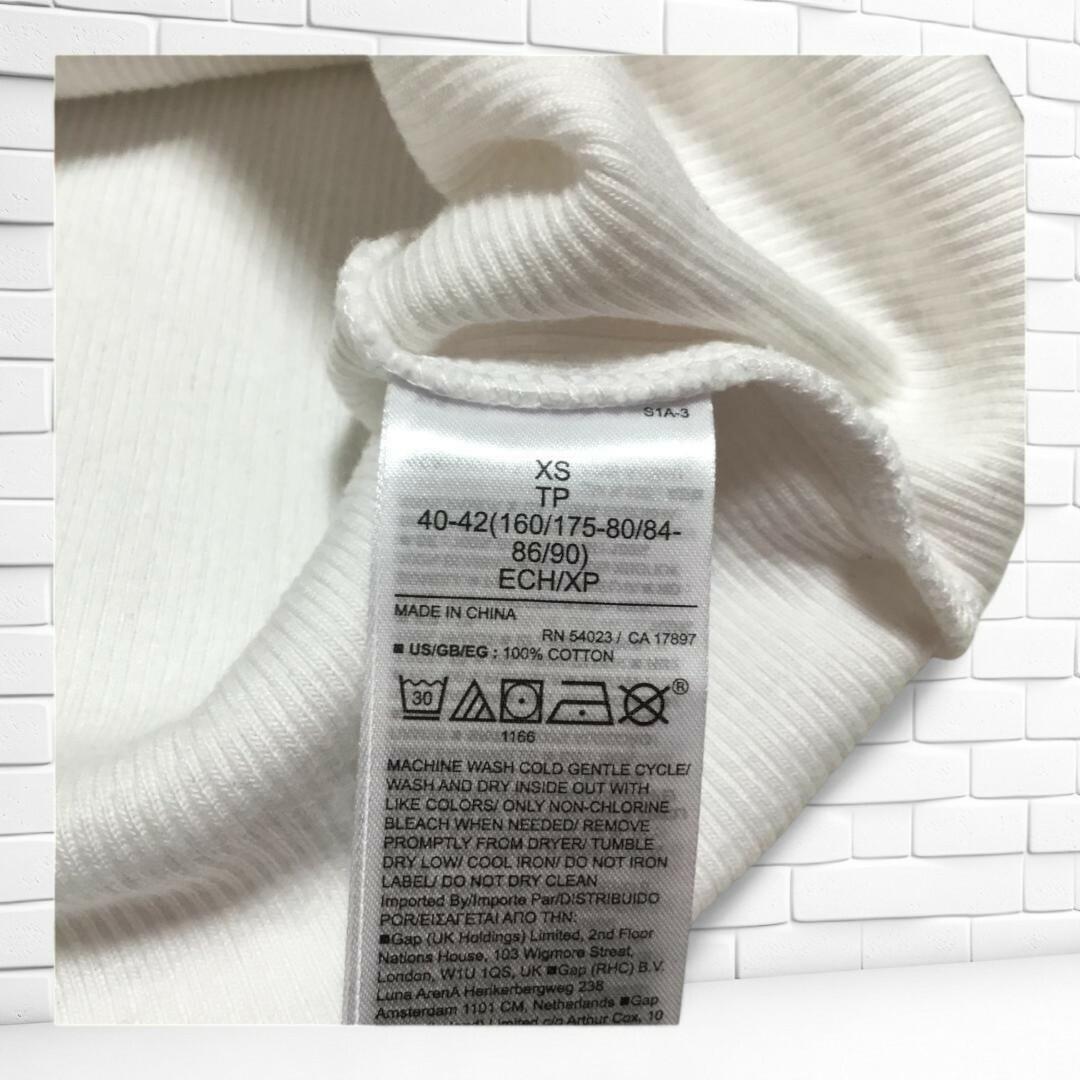 S1A-3
XS
TP
40-42(160/175-80/84-
86/90)
ECH/XP
MADE IN CHINA
RN 54023 / CA 17897
■ US/GB/EG : 100% COTTON
30
®
1166
MACHINE WASH COLD GENTLE CYCLE/
WASH AND DRY INSIDE OUT WITH
LIKE COLORS/ ONLY NON-CHLORINE
BLEACH WHEN NEEDED/ REMOVE
PROMPTLY FROM DRYER/ TUMBLE
DRY LOW/ COOL IRON/ DO NOT IRON
LABEL/ DO NOT DRY CLEAN
Imported By/Importe Par/DISTRIBUIDO
POR/ΕΙΣΑΓΕΤΑΙ ΑΠΟ ΤΗΝ:
■Gap (UK Holdings) Limited, 2nd Floor
Nations House, 103 Wigmore Street,
London, W1U 1QS, UK ■Gap (RHC) B.V.
Luna ArenA Herikerbergweg 238
Amsterdam 1101 CM, Netherlands ■Gap
Limited c/o Arthur Cox, 10